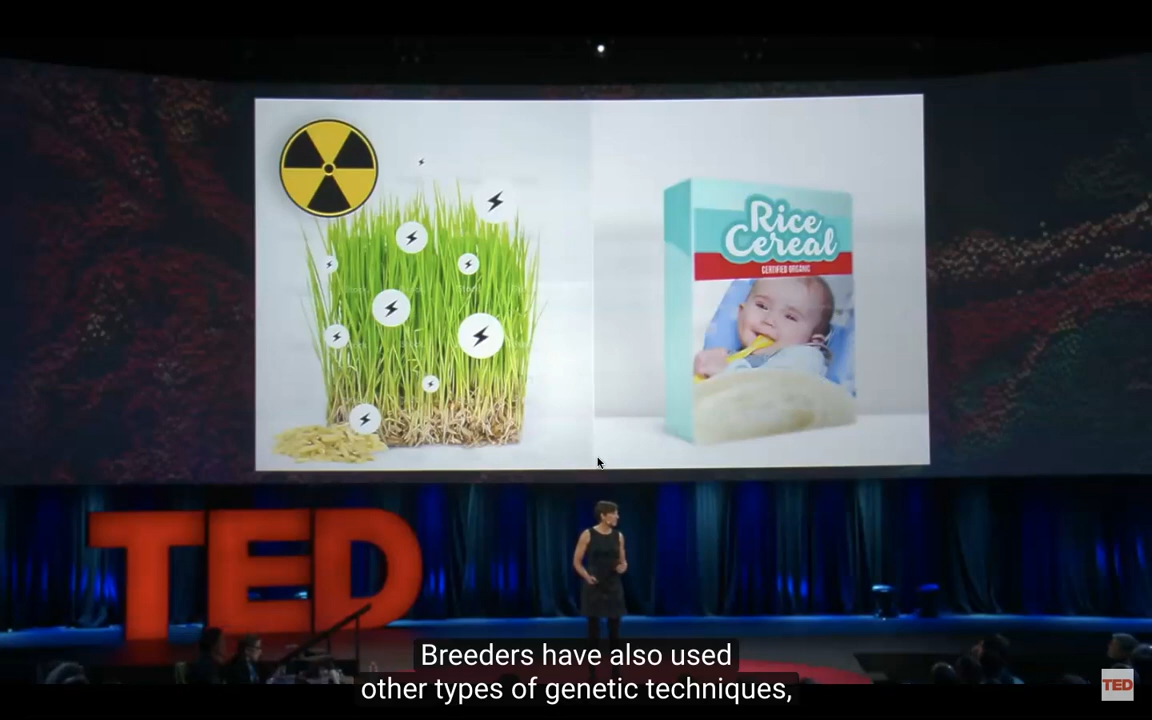 Rice
Cereal
CERTIFIED ORGANIC
TED
Breeders have also used
other types of genetic techniques,
TED